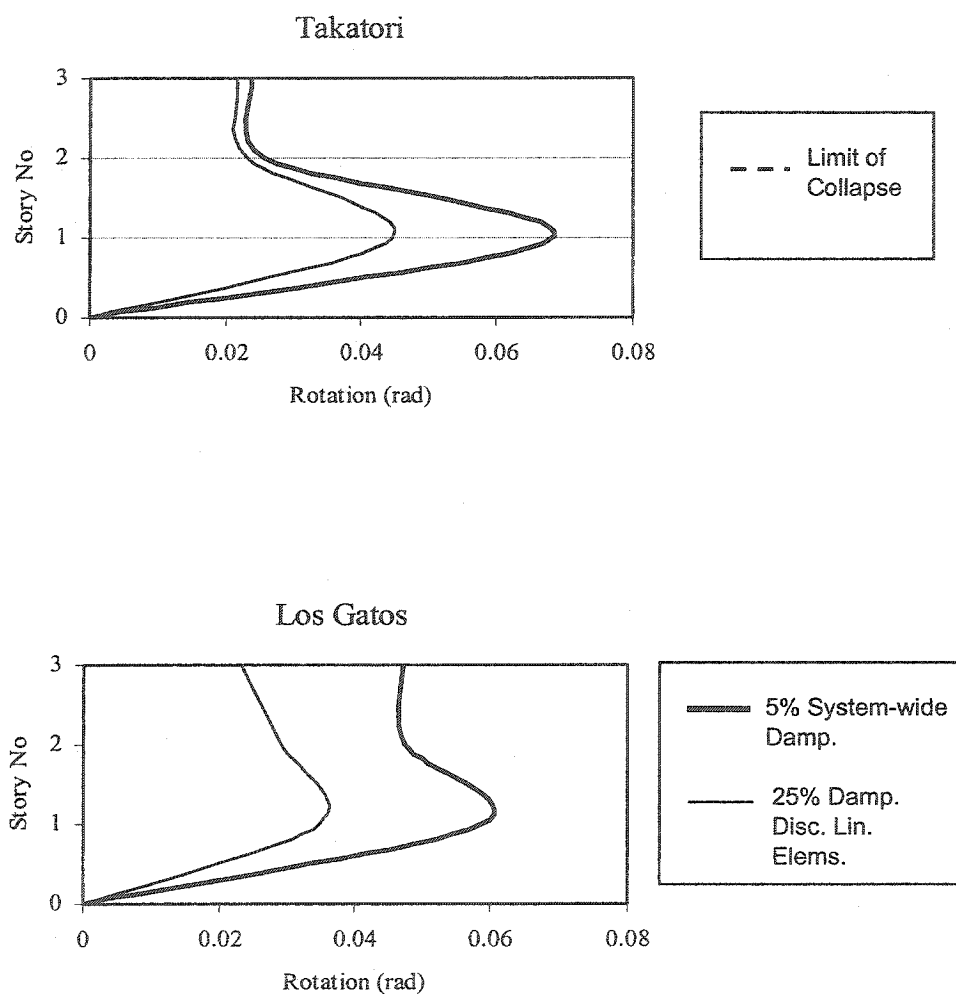 Takatori
3
2
1
0
Story No
0 0.02 0.04 0.06 0.08
Rotation (rad)
Limit of
Collapse
Los Gatos
3
2
1
0
Story No
0 0.02 0.04 0.06 0.08
Rotation (rad)
5% System-wide
Damp.
25% Damp.
Disc. Lin.
Elems.